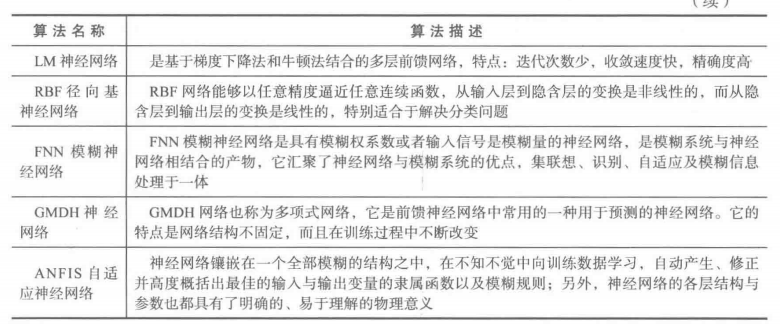 （续）
算法名称 算法描述
LM 神经网络 是基于梯度下降法和牛顿法结合的多层前馈网络，特点：迭代次数少，收敛速度快，精确度高
RBF 径向基 RBF 网络能够以任意精度逼近任意连续函数，从输入层到隐含层的变换是非线性的，而从隐
神经网络 含层到输出层的变换是线性的，特别适合于解决分类问题
FNN 模糊神 FNN 模糊神经网络是具有模糊权系数或者输入信号是模糊量的神经网络，是模糊系统与神经
经网络 网络相结合的产物，它汇聚了神经网络与模糊系统的优点，集联想、识别、自适应及模糊信息
处理于一体
GMDH 神经 GMDH 网络也称为多项式网络，它是前馈神经网络中常用的一种用于预测的神经网络。它的
网络 特点是网络结构不固定，而且在训练过程中不断改变
ANFIS 自适 神经网络镶嵌在一个全部模糊的结构之中，在不知不觉中向训练数据学习，自动产生、修正
应神经网络 并高度概括出最佳的输入与输出变量的隶属函数以及模糊规则；另外，神经网络的各层结构与
参数也都具有了明确的、易于理解的物理意义